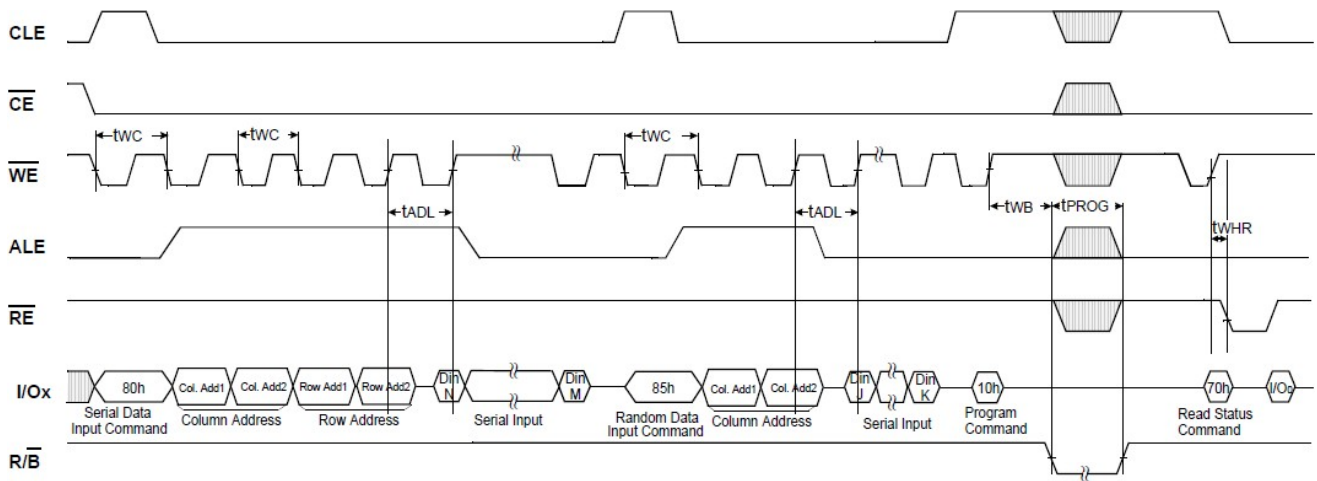 CLE
CE
tWC tWC tWC
WE
tADL tADL tWB tPROG
tWHR
ALE
RE
I/Ox 80h Col. Add1 Col. Add2 Row Add1 Row Add2 Din N Din M 85h Col. Add1 Col. Add2 Din J Din K 10h 70h I/Oo
Serial Data Input Command Column Address Row Address Serial Input Random Data Input Command Column Address Serial Input Program Command Read Status Command
R/B